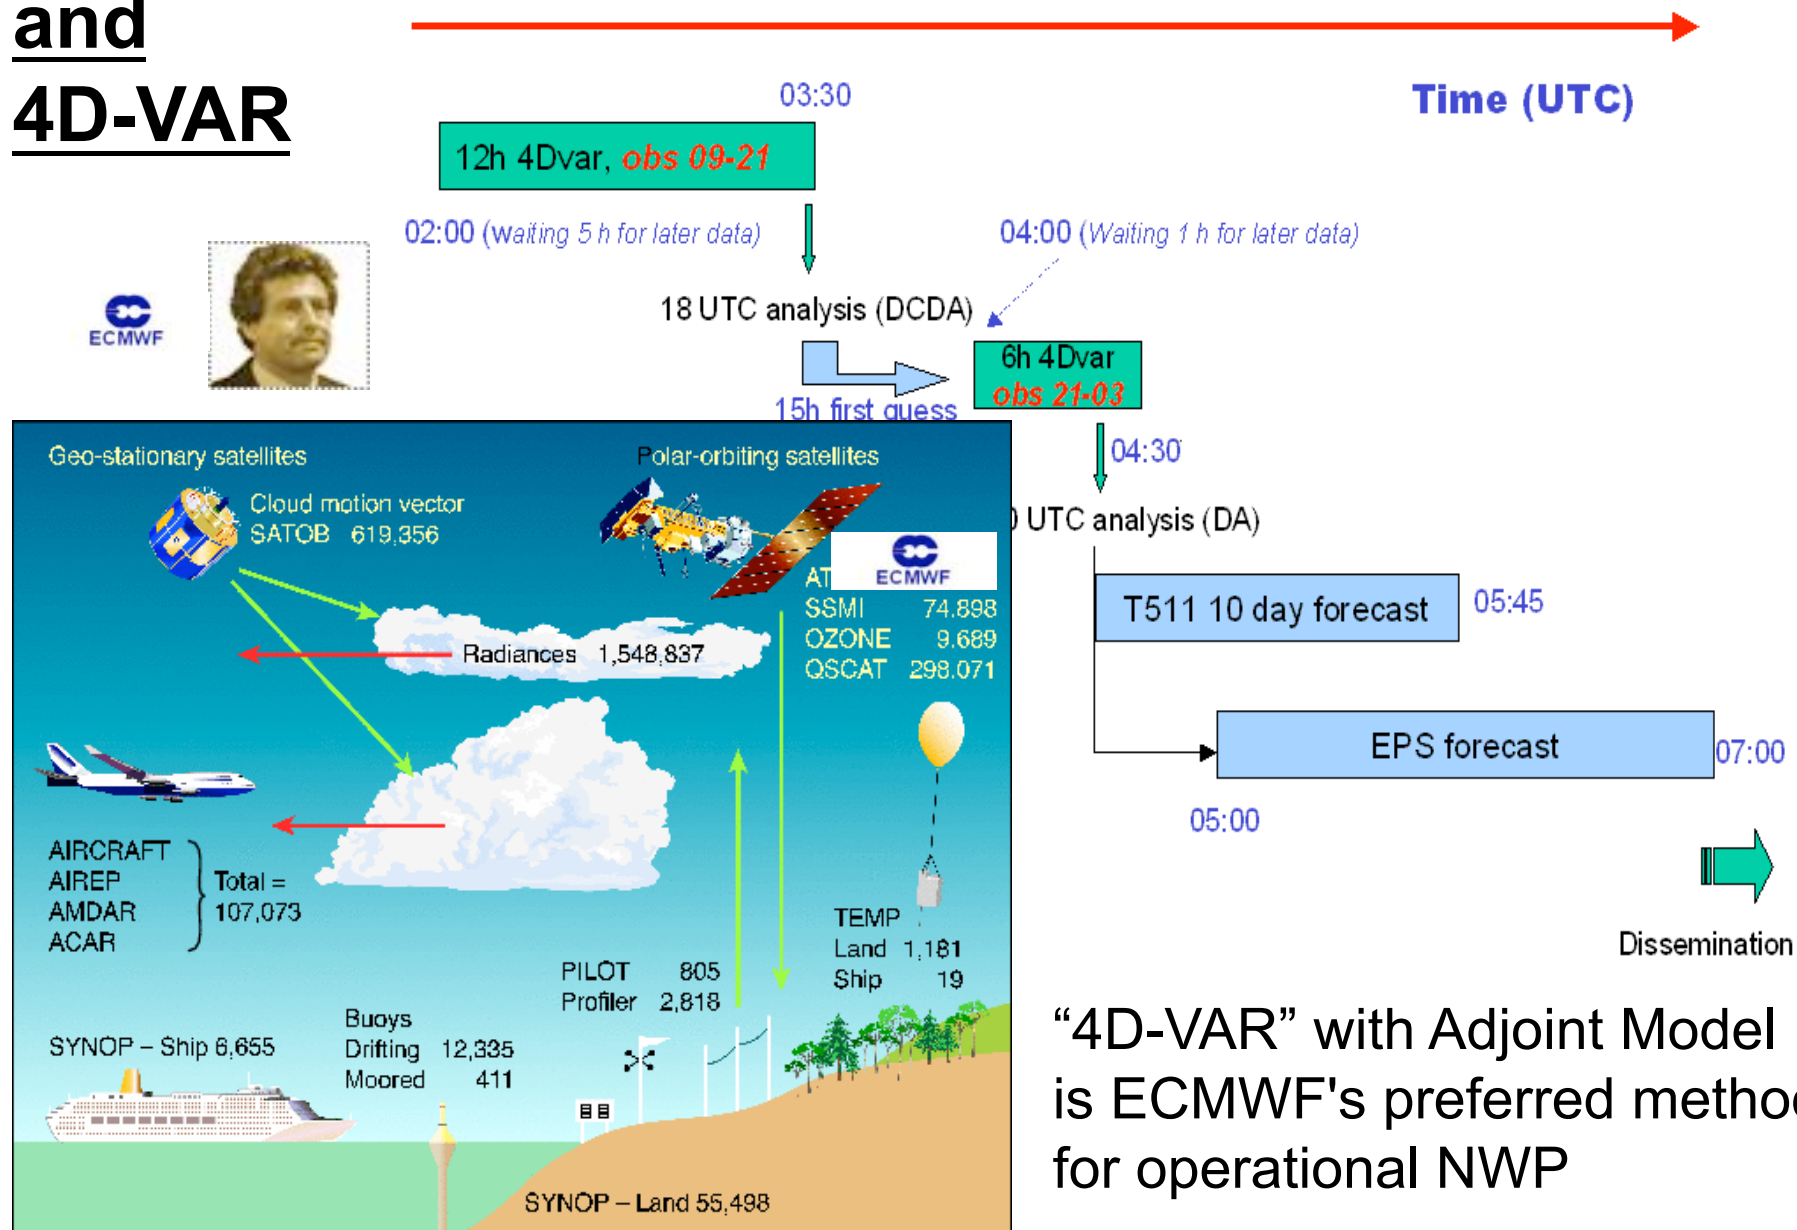 and
4D-VAR
Time (UTC)
03:30
12h 4Dvar, obs 09-21
02:00 (waiting 5 h for later data)
04:00 (Waiting 1 h for later data)
ECMWF
18 UTC analysis (DCDA)
6h 4Dvar
obs 21-03
15h first guess
04:30
UTC analysis (DA)
T511 10 day forecast
05:45
EPS forecast
07:00
05:00
Dissemination
Geo-stationary satellites
Polar-orbiting satellites
Cloud motion vector
SATOB 619,356
ECMWF
AT
SSMI 74.898
OZONE 9.689
QSCAT 298.071
Radiances 1,548,837
AIRCRAFT
AIREP
AMDAR
ACAR
Total =
107,073
TEMP
Land 1,181
Ship 19
PILOT 805
Profiler 2,818
Buoys
Drifting 12,335
Moored 411
SYNOP – Ship 6,655
SYNOP – Land 55,498
“4D-VAR” with Adjoint Model
is ECMWF's preferred metho
for operational NWP